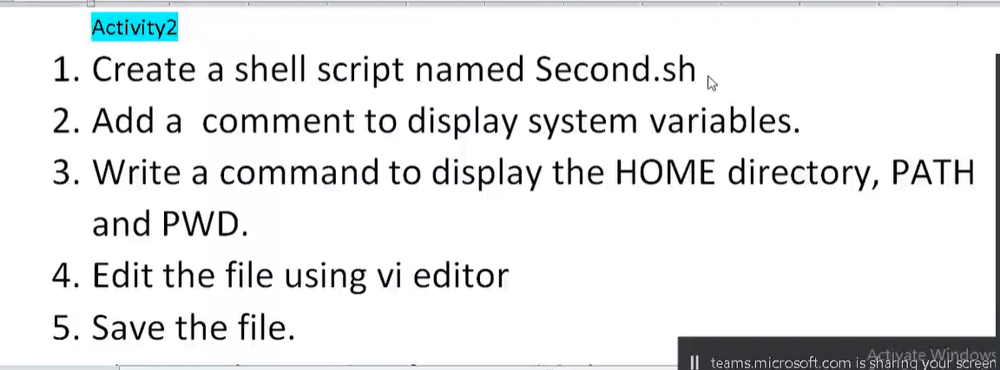 Activity2
1. Create a shell script named Second.sh
2. Add a  comment to display system variables.
3. Write a command to display the HOME directory, PATH
and PWD.
4. Edit the file using vi editor
5. Save the file.
Activate Windows
teams.microsoft.com is sharing your screen